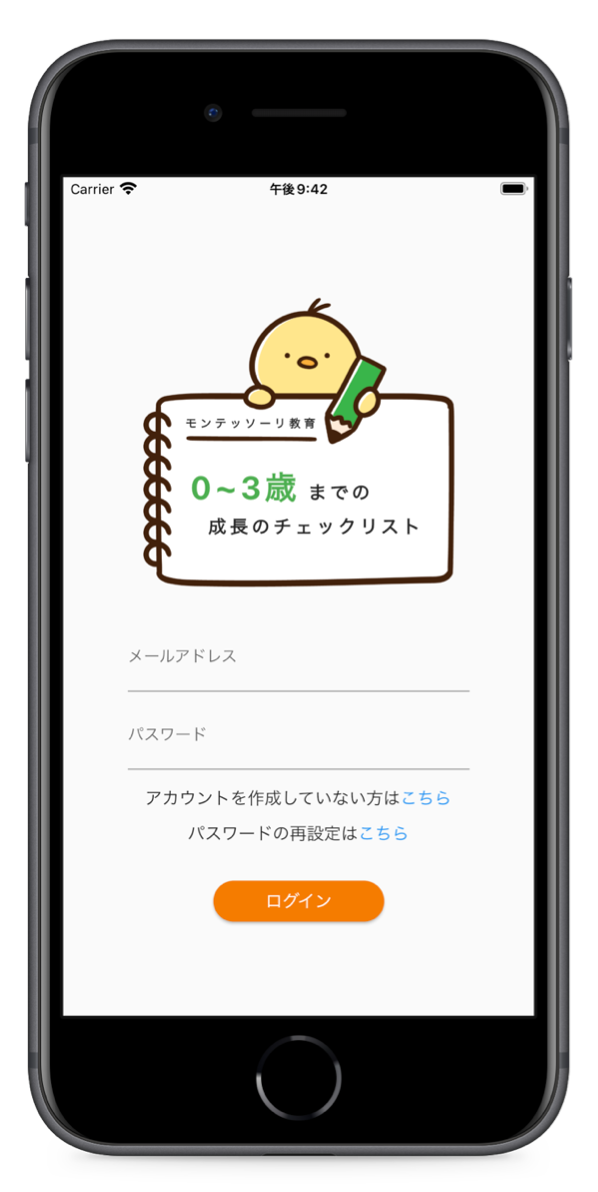 Carrier 午後9:42
モンテッソーリ教育
0~3歳 までの
成長のチェックリスト
メールアドレス
パスワード
アカウントを作成していない方はこちら
パスワードの再設定はこちら
ログイン